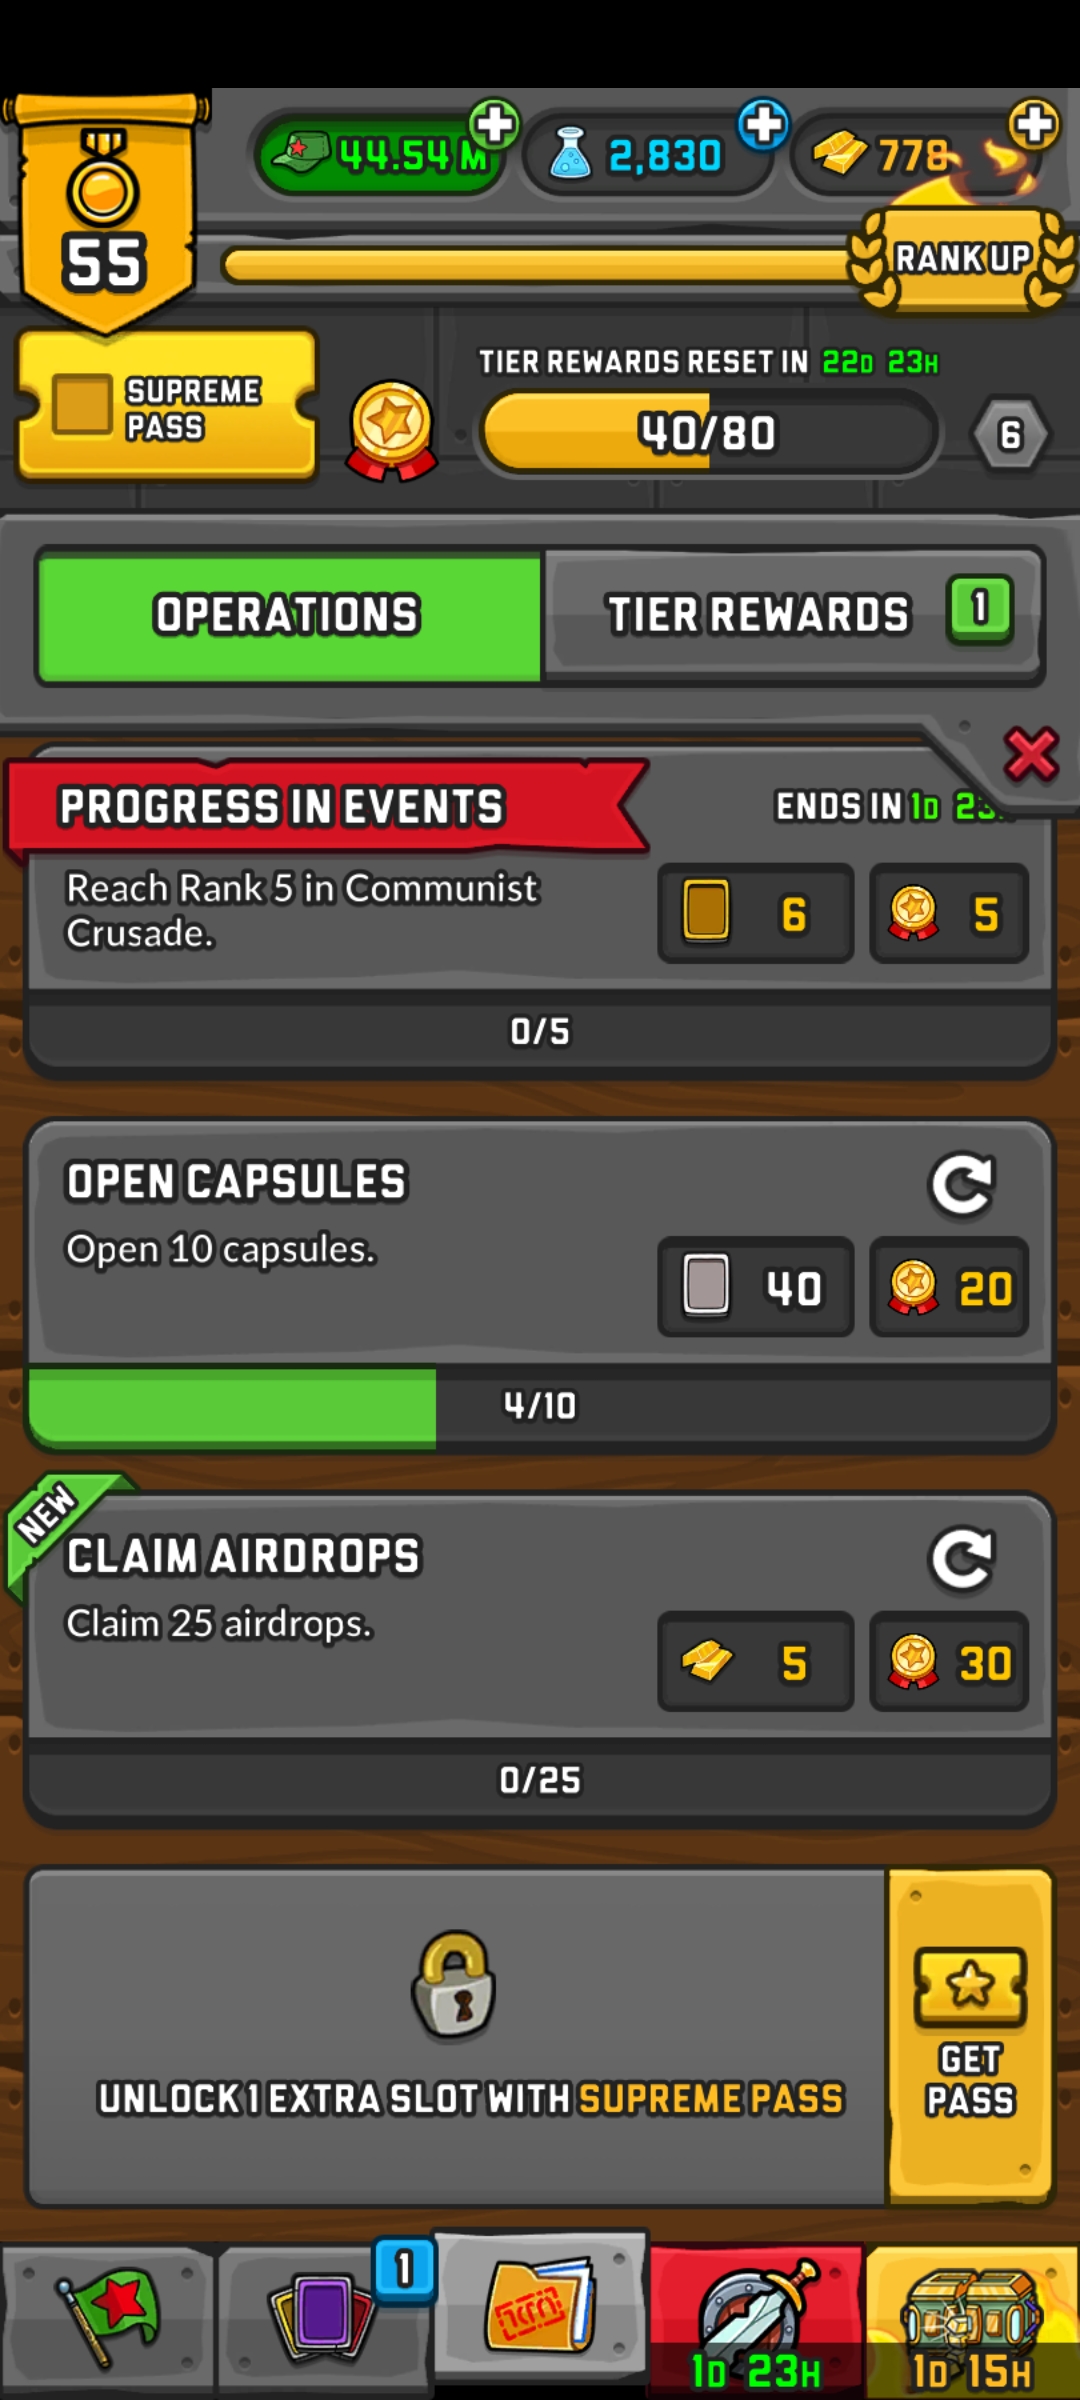 44.54 M
2,830
778
55
RANK UP
SUPREME
PASS
TIER REWARDS RESET IN 22D 23H
40/80
6
OPERATIONS
TIER REWARDS
1
PROGRESS IN EVENTS
ENDS IN 1D 23
Reach Rank 5 in Communist
Crusade.
6
5
0/5
OPEN CAPSULES
Open 10 capsules.
40
20
4/10
NEW
CLAIM AIRDROPS
Claim 25 airdrops.
5
30
0/25
UNLOCK 1 EXTRA SLOT WITH SUPREME PASS
GET
PASS
1
1D 23H
1D 15H